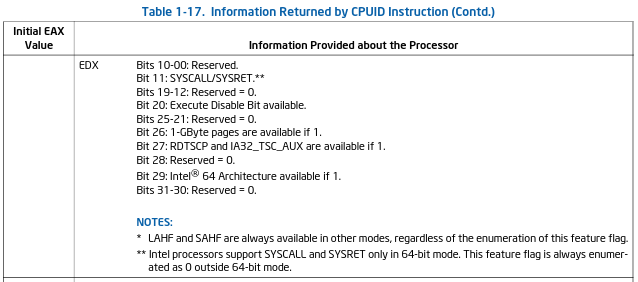 Table 1-17. Information Returned by CPUID Instruction (Contd.)
Initial EAX
Value
Information Provided about the Processor
EDX
Bits 10-00: Reserved.
Bit 11: SYSCALL/SYSRET.**
Bits 19-12: Reserved = 0.
Bit 20: Execute Disable Bit available.
Bits 25-21: Reserved = 0.
Bit 26: 1-GByte pages are available if 1.
Bit 27: RDTSCP and IA32_TSC_AUX are available if 1.
Bit 28: Reserved = 0.
Bit 29: Intel® 64 Architecture available if 1.
Bits 31-30: Reserved = 0.
NOTES:
* LAHF and SAHF are always available in other modes, regardless of the enumeration of this feature flag.
** Intel processors support SYSCALL and SYSRET only in 64-bit mode. This feature flag is always enumer-
ated as 0 outside 64-bit mode.